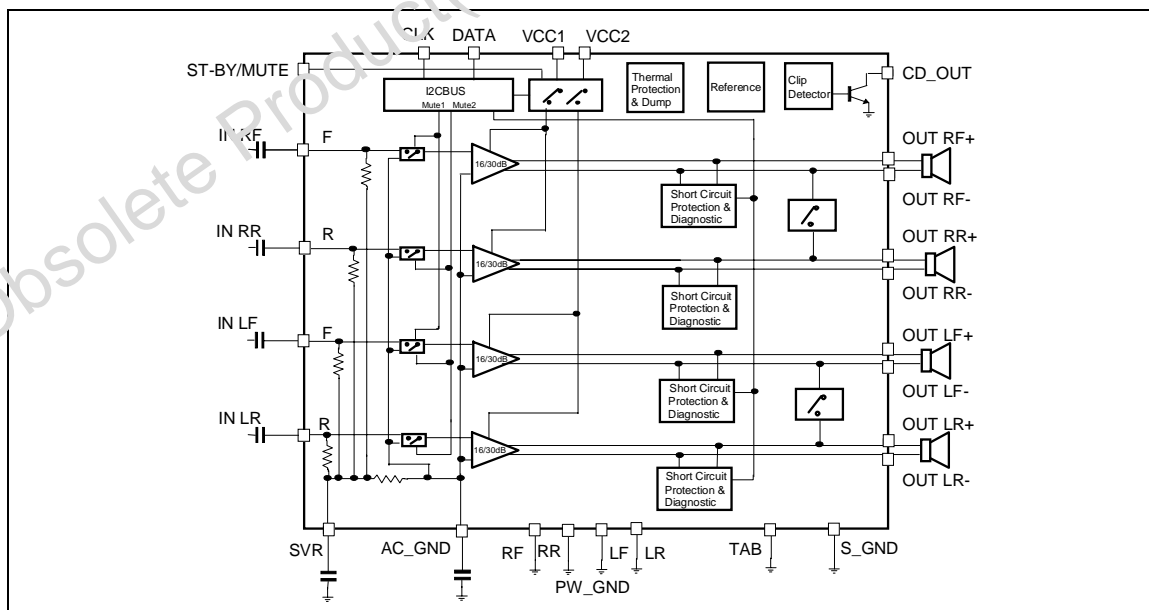 Obsolete Product(
CLK DATA VCC1 VCC2
ST-BY/MUTE
I2CBUS
Mute1 Mute2
Thermal
Protection
& Dump
Reference
Clip
Detector
CD_OUT
IN RF
F
16/30dB
Short Circuit
Protection &
Diagnostic
OUT RF+
OUT RF-
IN RR
R
16/30dB
Short Circuit
Protection &
Diagnostic
OUT RR+
OUT RR-
IN LF
F
16/30dB
Short Circuit
Protection &
Diagnostic
OUT LF+
OUT LF-
IN LR
R
16/30dB
Short Circuit
Protection &
Diagnostic
OUT LR+
OUT LR-
SVR
AC_GND
RF RR LF LR
PW_GND
TAB
S_GND